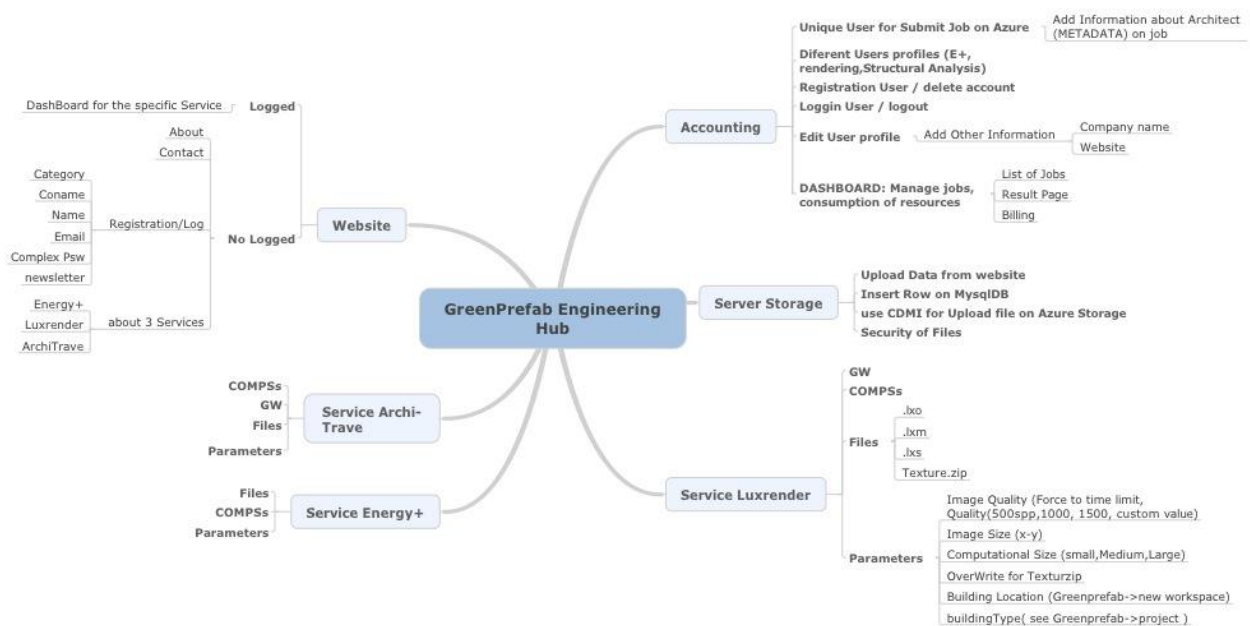 GreenPrefab Engineering
Hub
Accounting
Unique User for Submit Job on Azure
Add Information about Architect
(METADATA) on job
Diferent Users profiles (E+,
rendering,Structural Analysis)
Registration User / delete account
Loggin User / logout
Edit User profile
Add Other Information
Company name
Website
DASHBOARD: Manage jobs,
consumption of resources
List of Jobs
Result Page
Billing
Server Storage
Upload Data from website
Insert Row on MysqlDB
use CDMI for Upload file on Azure Storage
Security of Files
Service Luxrender
GW
COMPSs
Files
.lxo
.lxm
.lxs
Texture.zip
Parameters
Image Quality (Force to time limit,
Quality(500spp,1000, 1500, custom value)
Image Size (x-y)
Computational Size (small,Medium,Large)
OverWrite for Texturzip
Building Location (Greenprefab->new workspace)
buildingType( see Greenprefab->project )
Website
Logged
DashBoard for the specific Service
No Logged
About
Contact
Registration/Log
Category
Coname
Name
Email
Complex Psw
newsletter
about 3 Services
Energy+
Luxrender
ArchiTrave
Service Archi-
Trave
COMPSs
GW
Files
Parameters
Service Energy+
Files
COMPSs
Parameters